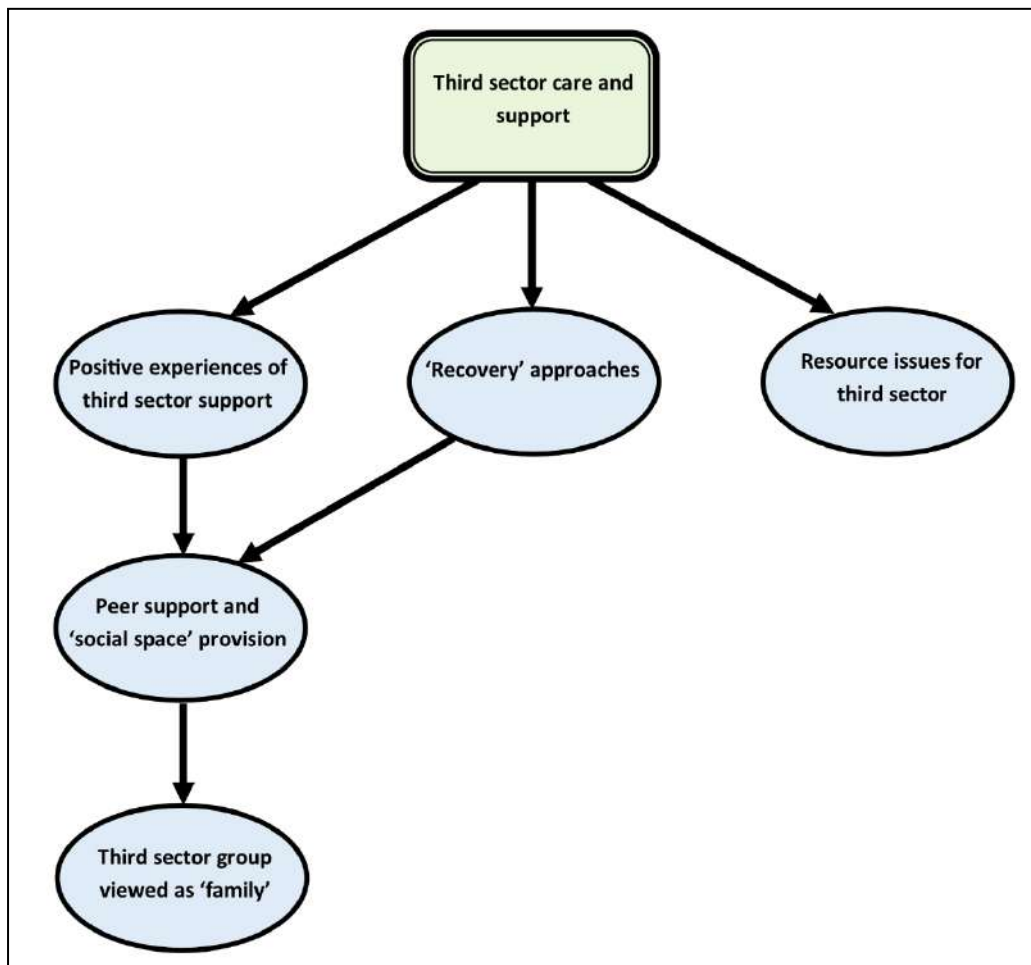 Third sector care and
support
Positive experiences of
third sector support
‘Recovery’ approaches
Resource issues for
third sector
Peer support and
‘social space’ provision
Third sector group
viewed as ‘family’